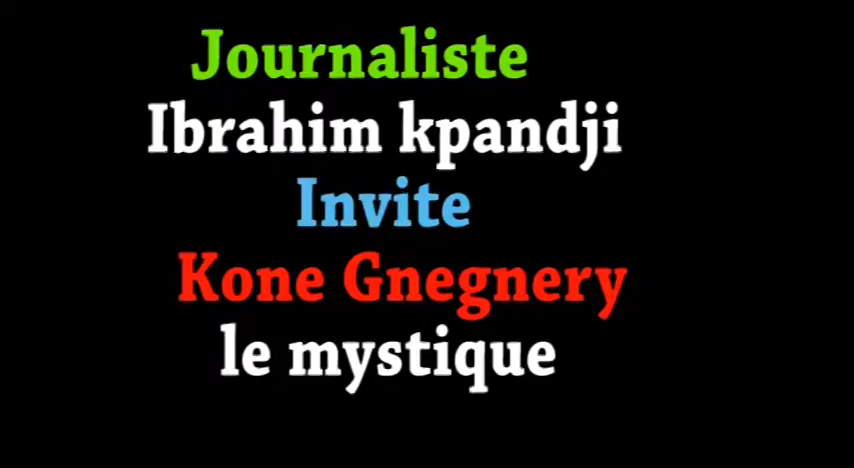 Journaliste
Ibrahim kpandji
Invite
Kone Gnegnery
le mystique